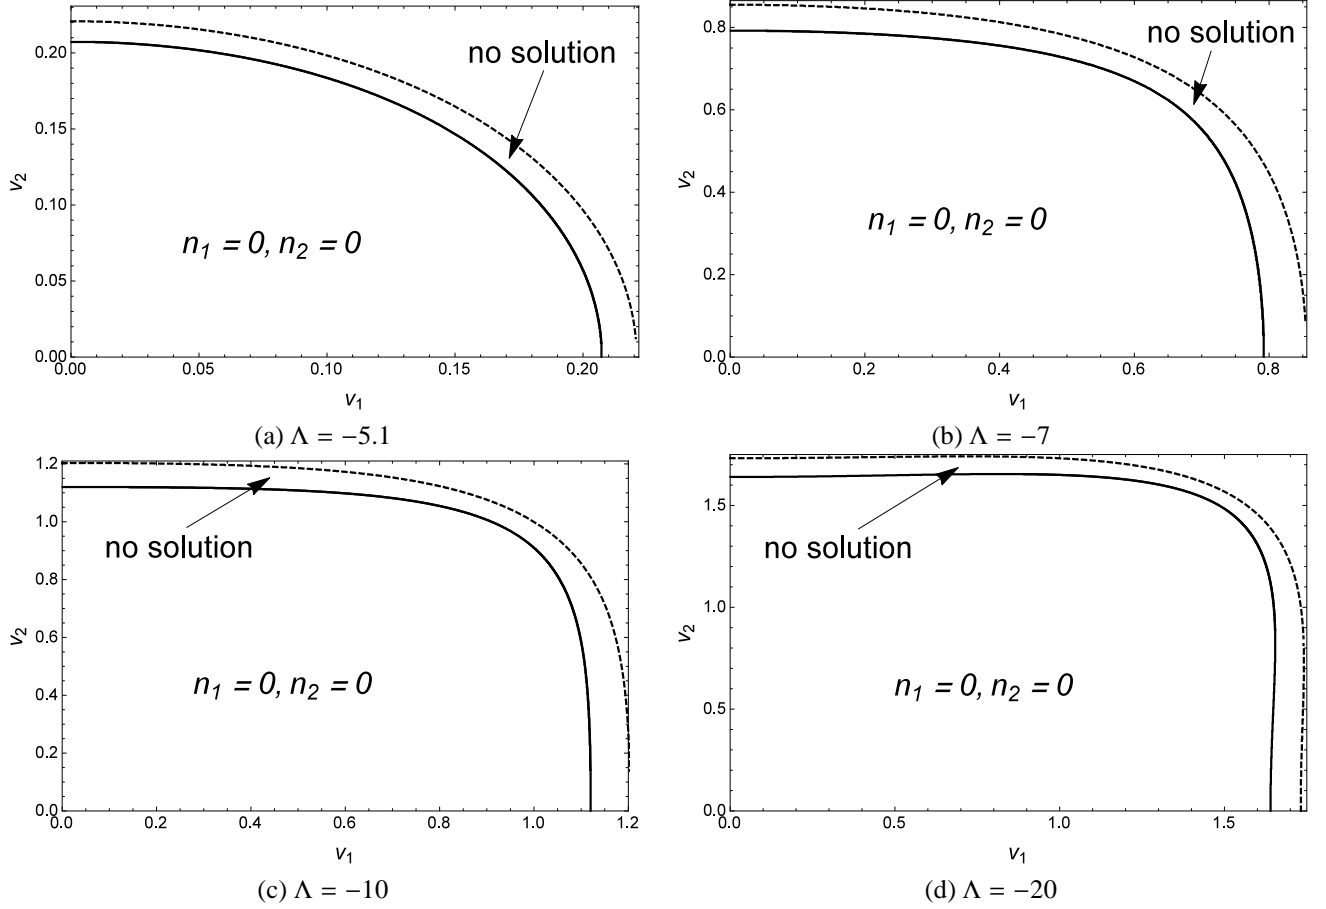 no solution
n1 = 0, n2 = 0
v2
0.20
0.15
0.10
0.05
0.00
0.00 0.05 0.10 0.15 0.20
v1
(a) Λ = −5.1
no solution
n1 = 0, n2 = 0
v2
0.8
0.6
0.4
0.2
0.0
0.0 0.2 0.4 0.6 0.8
v1
(b) Λ = −7
no solution
n1 = 0, n2 = 0
v2
1.2
1.0
0.8
0.6
0.4
0.2
0.0
0.0 0.2 0.4 0.6 0.8 1.0 1.2
v1
(c) Λ = −10
no solution
n1 = 0, n2 = 0
v2
1.5
1.0
0.5
0.0
0.0 0.5 1.0 1.5
v1
(d) Λ = −20